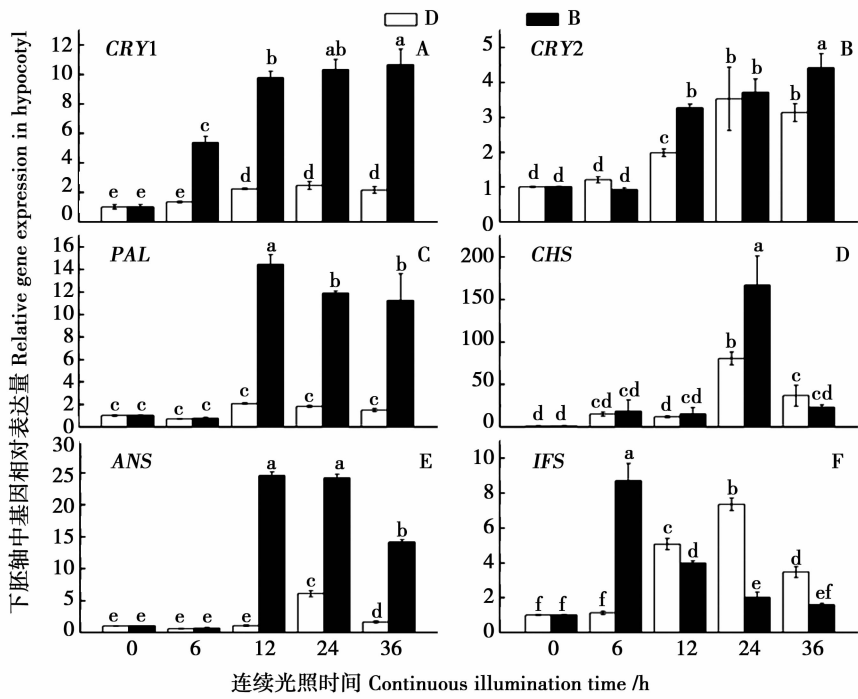 D B
CRY1 A
12
10
8
6
4
2
0
e e e c d b d ab d a
CRY2 B
5
4
3
2
1
0
d d d d c b b b b a
PAL C
16
14
12
10
8
6
4
2
0
c c c c c a c b c b
CHS D
200
150
100
50
0
d d cd cd d cd b a c cd
ANS E
30
25
20
15
10
5
0
e e e e e a c a d b
IFS F
10
8
6
4
2
0
f f f a c d b e d ef
0 6 12 24 36
0 6 12 24 36
下胚轴中基因相对表达量 Relative gene expression in hypocotyl
连续光照时间 Continuous illumination time /h